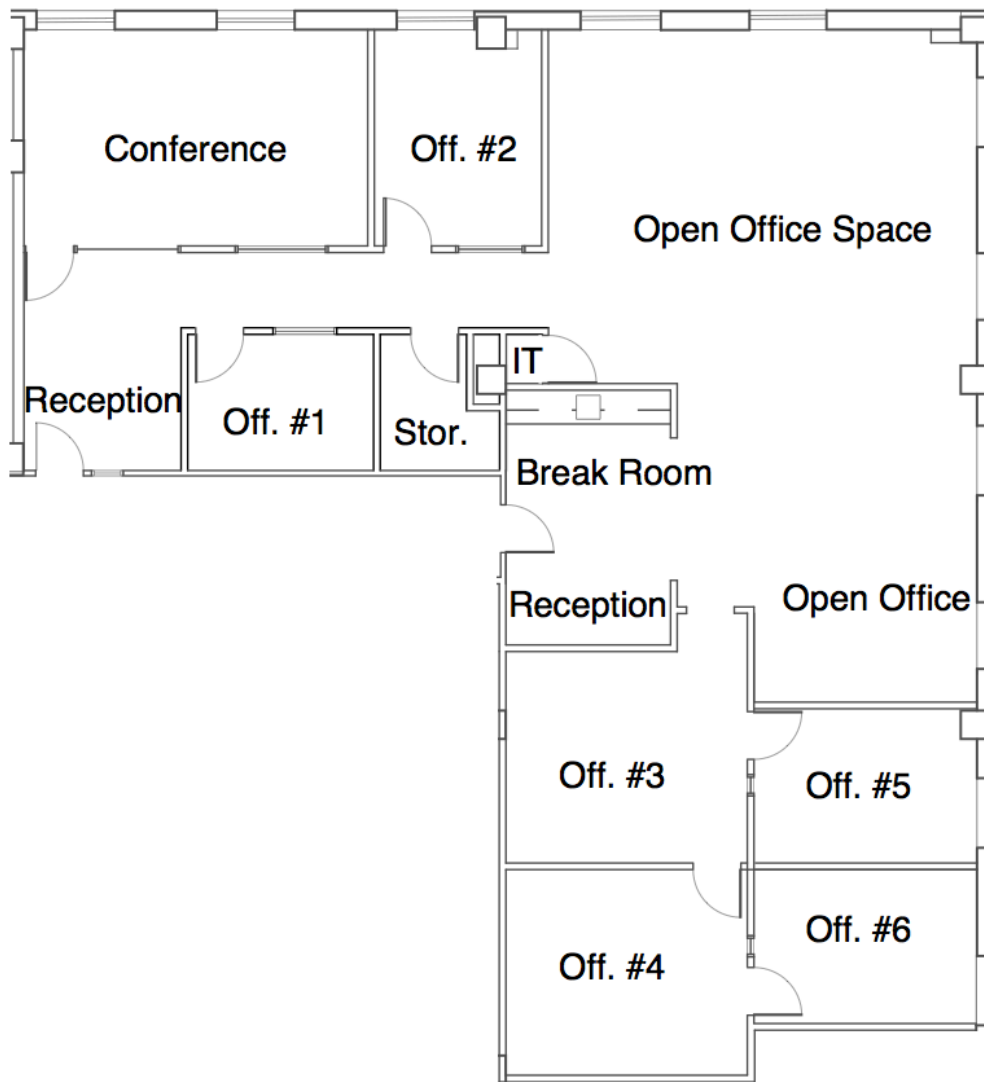 Conference
Off. #2
Open Office Space
IT
Reception
Off. #1
Stor.
Break Room
Reception
Open Office
Off. #3
Off. #5
Off. #6
Off. #4